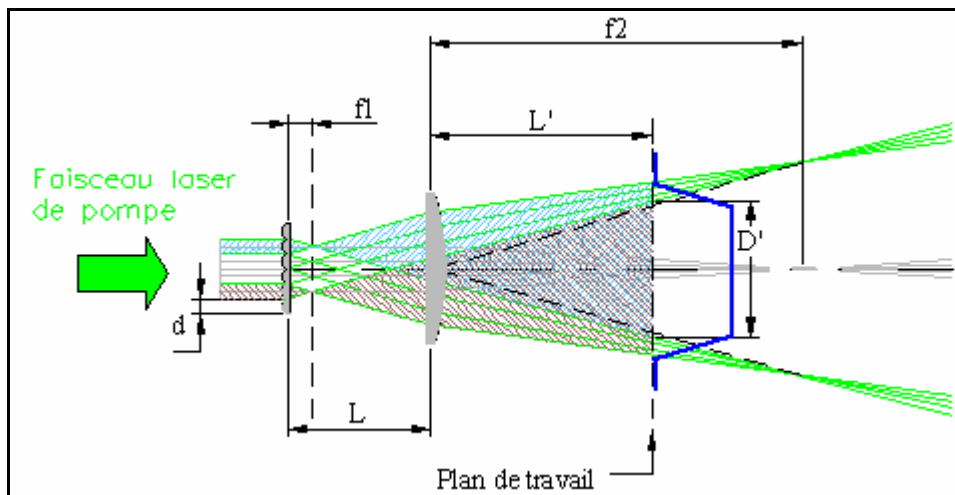 f2
f1
L'
Faisceau laser
de pompe
D'
d
L
Plan de travail